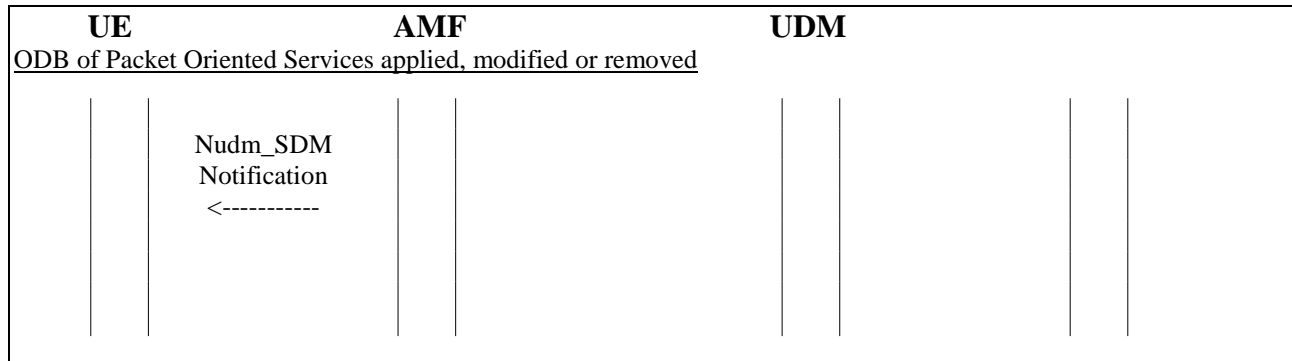 UE AMF UDM
ODB of Packet Oriented Services applied, modified or removed
Nudm_SDM
Notification
<-----------